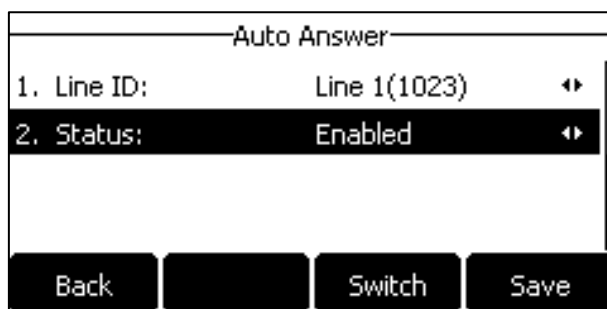 Auto Answer
1. Line ID: Line 1(1023)
2. Status: Enabled
Back Switch Save